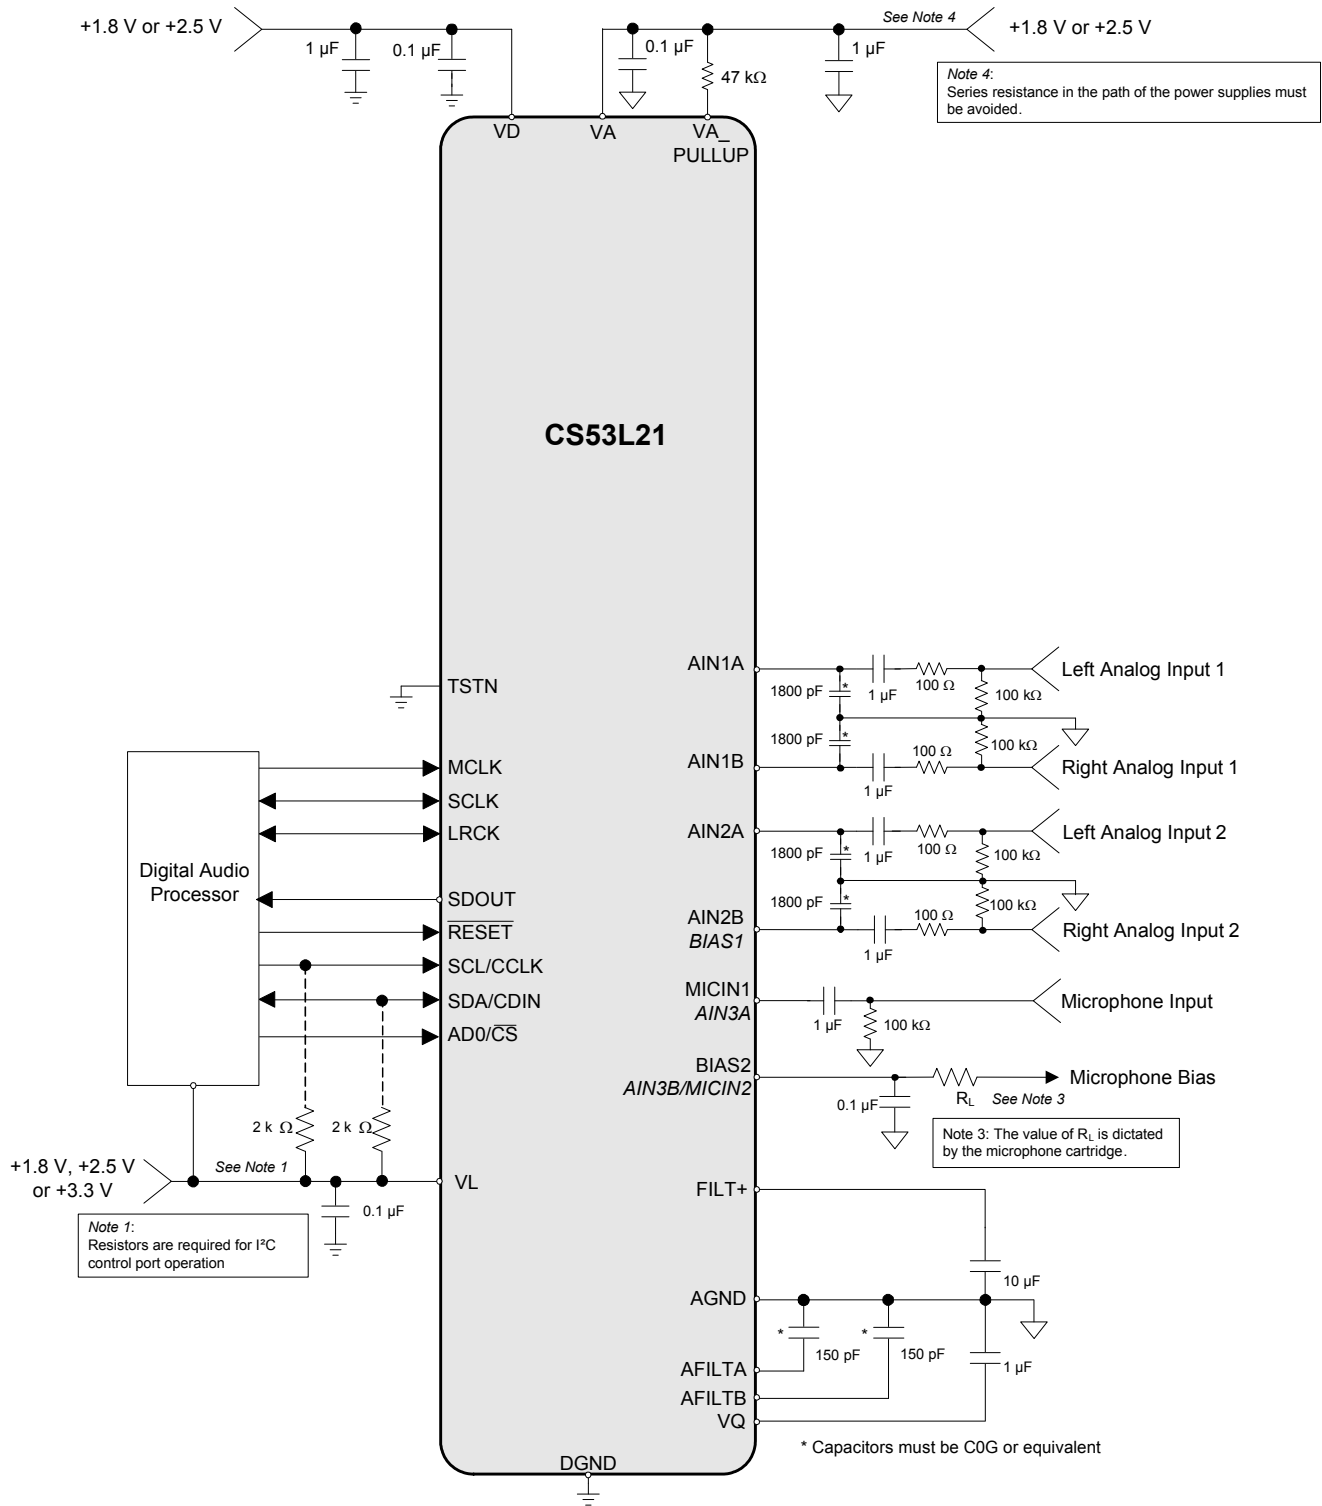 +1.8 V or +2.5 V
1 µF
0.1 µF
0.1 µF
47 kΩ
1 µF
See Note 4
+1.8 V or +2.5 V
Note 4:
Series resistance in the path of the power supplies must
be avoided.
VD
VA
VA_
PULLUP
CS53L21
TSTN
MCLK
SCLK
LRCK
SDOUT
RESET
SCL/CCLK
SDA/CDIN
AD0/CS
VL
Digital Audio
Processor
2 k Ω
2 k Ω
+1.8 V, +2.5 V
or +3.3 V
See Note 1
0.1 µF
Note 1:
Resistors are required for I²C
control port operation
AIN1A
1800 pF
*
1 µF
100 Ω
100 kΩ
Left Analog Input 1
AIN1B
1800 pF
*
1 µF
100 Ω
100 kΩ
Right Analog Input 1
AIN2A
1800 pF
*
1 µF
100 Ω
100 kΩ
Left Analog Input 2
AIN2B
BIAS1
1800 pF
*
1 µF
100 Ω
100 kΩ
Right Analog Input 2
MICIN1
AIN3A
1 µF
100 kΩ
Microphone Input
BIAS2
AIN3B/MICIN2
0.1 µF
RL
See Note 3
Microphone Bias
Note 3: The value of RL is dictated
by the microphone cartridge.
FILT+
10 µF
AGND
*
150 pF
*
150 pF
1 µF
AFILTA
AFILTB
VQ
* Capacitors must be C0G or equivalent
DGND